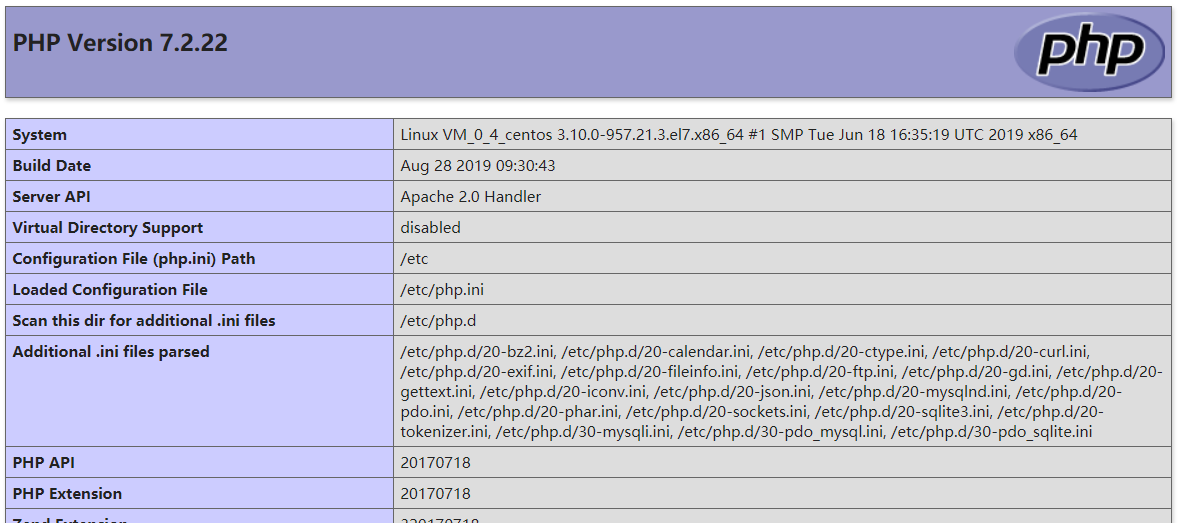 PHP Version 7.2.22
php
System Linux VM_0_4_centos 3.10.0-957.21.3.el7.x86_64 #1 SMP Tue Jun 18 16:35:19 UTC 2019 x86_64
Build Date Aug 28 2019 09:30:43
Server API Apache 2.0 Handler
Virtual Directory Support disabled
Configuration File (php.ini) Path /etc
Loaded Configuration File /etc/php.ini
Scan this dir for additional .ini files /etc/php.d
Additional .ini files parsed /etc/php.d/20-bz2.ini, /etc/php.d/20-calendar.ini, /etc/php.d/20-ctype.ini, /etc/php.d/20-curl.ini,
/etc/php.d/20-exif.ini, /etc/php.d/20-fileinfo.ini, /etc/php.d/20-ftp.ini, /etc/php.d/20-gd.ini, /etc/php.d/20-
gettext.ini, /etc/php.d/20-iconv.ini, /etc/php.d/20-json.ini, /etc/php.d/20-mysqlnd.ini, /etc/php.d/20-
pdo.ini, /etc/php.d/20-phar.ini, /etc/php.d/20-sockets.ini, /etc/php.d/20-sqlite3.ini, /etc/php.d/20-
tokenizer.ini, /etc/php.d/30-mysqli.ini, /etc/php.d/30-pdo_mysql.ini, /etc/php.d/30-pdo_sqlite.ini
PHP API 20170718
PHP Extension 20170718
Zend Extension 320170718